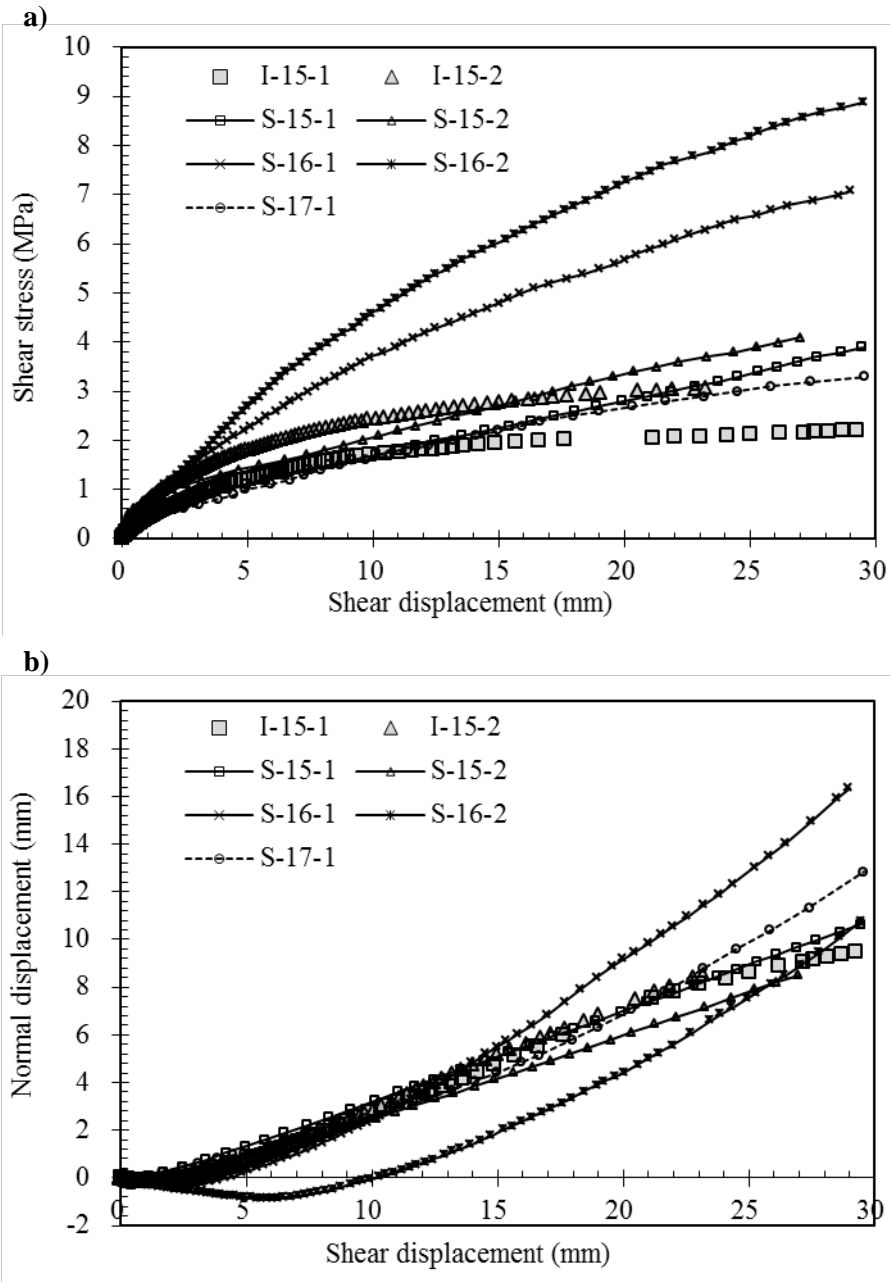 a)
10
9
8
7
6
5
4
3
2
1
0
Shear stress (MPa)
I-15-1 I-15-2
S-15-1 S-15-2
S-16-1 S-16-2
S-17-1
0 5 10 15 20 25 30
Shear displacement (mm)
b)
20
18
16
14
12
10
8
6
4
2
0
-2
Normal displacement (mm)
I-15-1 I-15-2
S-15-1 S-15-2
S-16-1 S-16-2
S-17-1
0 5 10 15 20 25 30
Shear displacement (mm)